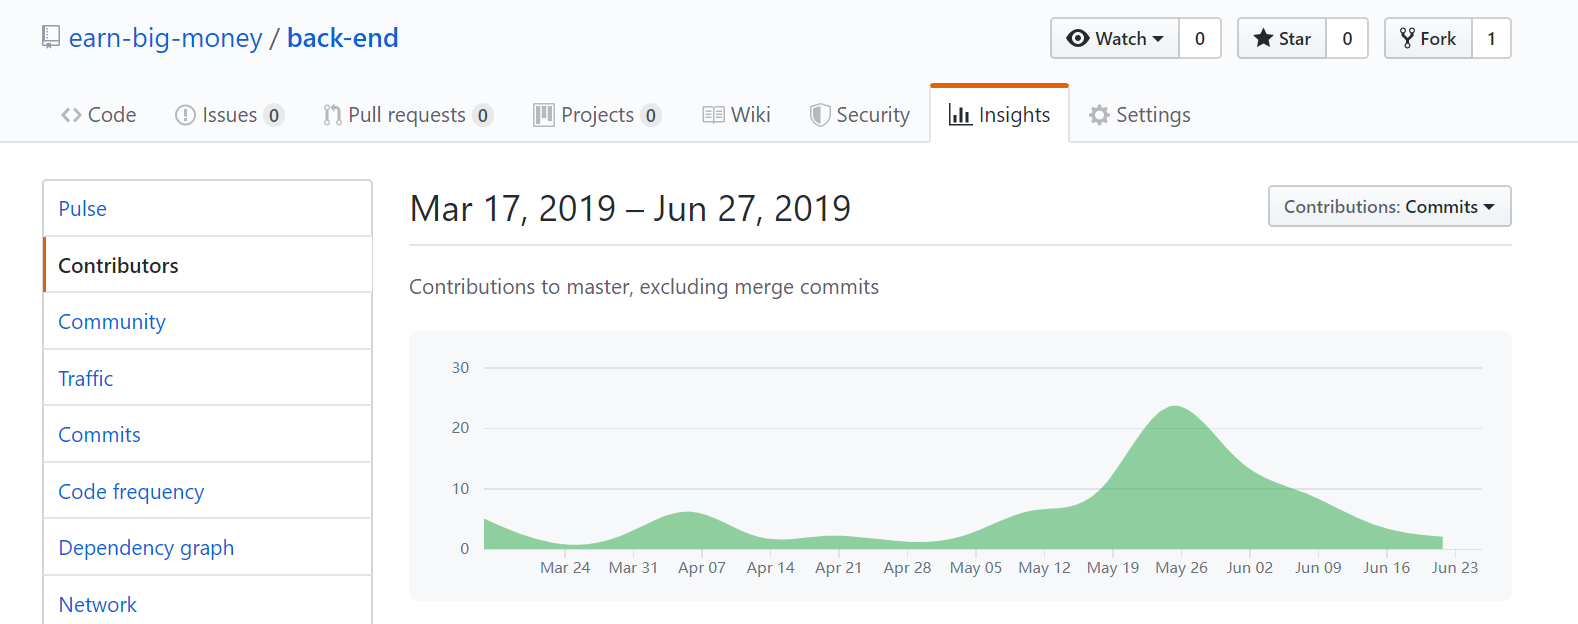 earn-big-money / back-end
Watch 0 Star 0 Fork 1
Code Issues 0 Pull requests 0 Projects 0 Wiki Security Insights Settings
Pulse
Contributors
Community
Traffic
Commits
Code frequency
Dependency graph
Network
Mar 17, 2019 – Jun 27, 2019
Contributions: Commits
Contributions to master, excluding merge commits
30
20
10
0
Mar 24 Mar 31 Apr 07 Apr 14 Apr 21 Apr 28 May 05 May 12 May 19 May 26 Jun 02 Jun 09 Jun 16 Jun 23